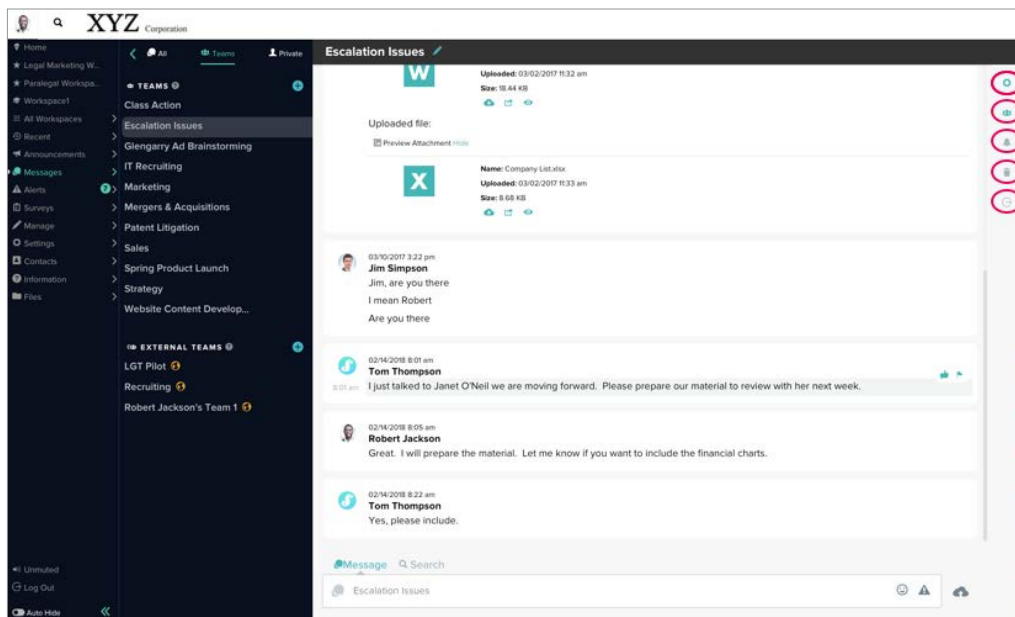 XYZ Corporation
Home
Legal Marketing W...
Paralegal Workspa...
Workspace1
All Workspaces
Recent
Announcements
Messages
Alerts ?
Surveys
Manage
Settings
Contacts
Information
Files
Unmuted
Log Out
Auto Hide
All Teams Private
TEAMS
Class Action
Escalation Issues
Glengarry Ad Brainstorming
IT Recruiting
Marketing
Mergers & Acquisitions
Patent Litigation
Sales
Spring Product Launch
Strategy
Website Content Develop...
EXTERNAL TEAMS
LGT Pilot
Recruiting
Robert Jackson's Team 1
Escalation Issues
W
Uploaded: 03/02/2017 11:32 am
Size: 18.44 KB
Uploaded file:
Preview Attachment Hide
X
Name: Company List.xlsx
Uploaded: 03/02/2017 11:33 am
Size: 8.68 KB
03/10/2017 3:22 pm
Jim Simpson
Jim, are you there
I mean Robert
Are you there
02/14/2018 8:01 am
Tom Thompson
8:01 am I just talked to Janet O'Neil we are moving forward. Please prepare our material to review with her next week.
02/14/2018 8:05 am
Robert Jackson
Great. I will prepare the material. Let me know if you want to include the financial charts.
02/14/2018 8:22 am
Tom Thompson
Yes, please include.
Message Search
Escalation Issues